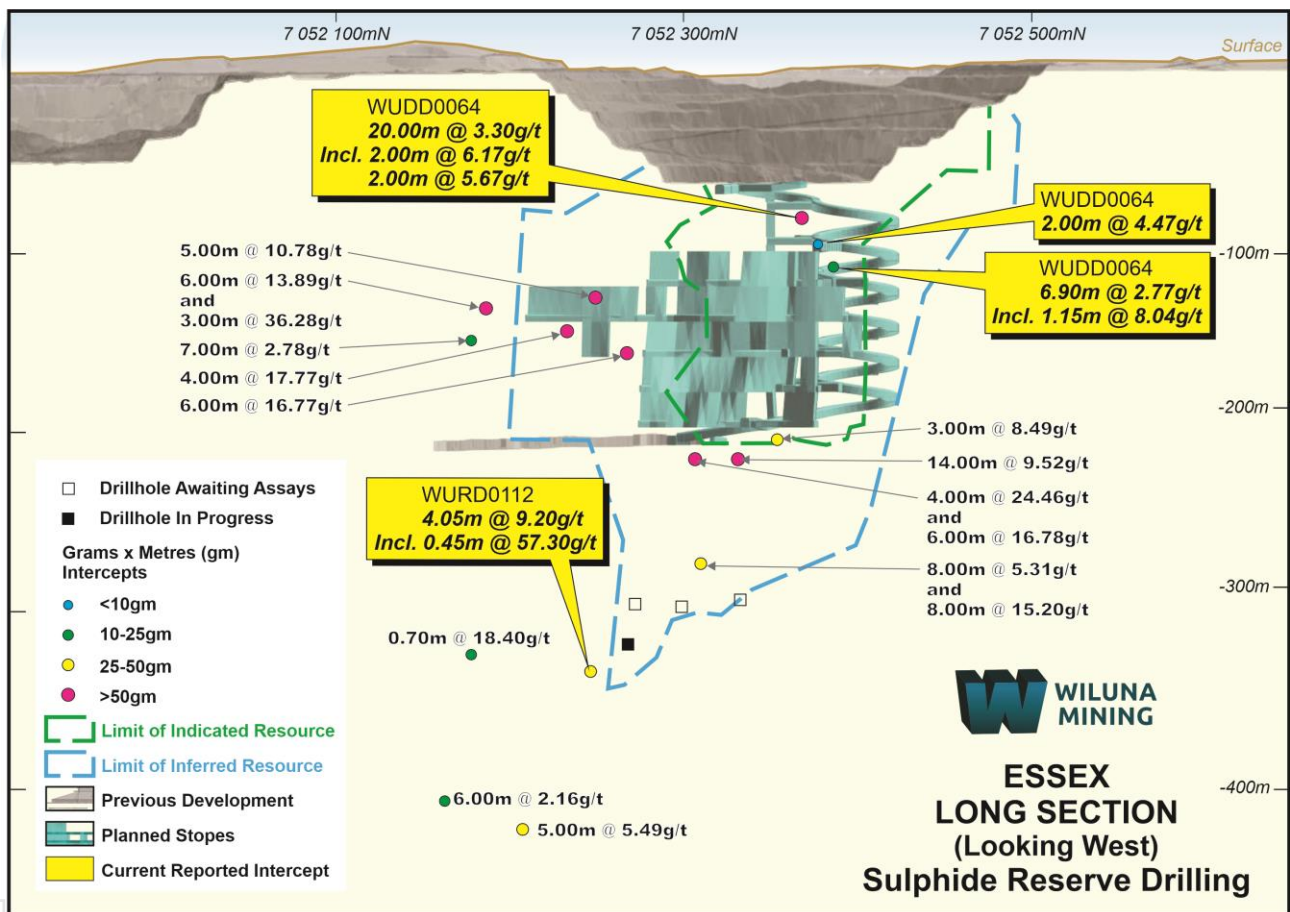 7 052 100mN
7 052 300mN
7 052 500mN
Surface
WUDD0064
20.00m @ 3.30g/t
Incl. 2.00m @ 6.17g/t
2.00m @ 5.67g/t
WUDD0064
2.00m @ 4.47g/t
WUDD0064
6.90m @ 2.77g/t
Incl. 1.15m @ 8.04g/t
-100m
-200m
-300m
-400m
5.00m @ 10.78g/t
6.00m @ 13.89g/t
and
3.00m @ 36.28g/t
7.00m @ 2.78g/t
4.00m @ 17.77g/t
6.00m @ 16.77g/t
3.00m @ 8.49g/t
14.00m @ 9.52g/t
4.00m @ 24.46g/t
and
6.00m @ 16.78g/t
8.00m @ 5.31g/t
and
8.00m @ 15.20g/t
WURD0112
4.05m @ 9.20g/t
Incl. 0.45m @ 57.30g/t
0.70m @ 18.40g/t
6.00m @ 2.16g/t
5.00m @ 5.49g/t
Drillhole Awaiting Assays
Drillhole In Progress
Grams x Metres (gm)
Intercepts
<10gm
10-25gm
25-50gm
>50gm
Limit of Indicated Resource
Limit of Inferred Resource
Previous Development
Planned Stopes
Current Reported Intercept
WILUNA
MINING
ESSEX
LONG SECTION
(Looking West)
Sulphide Reserve Drilling